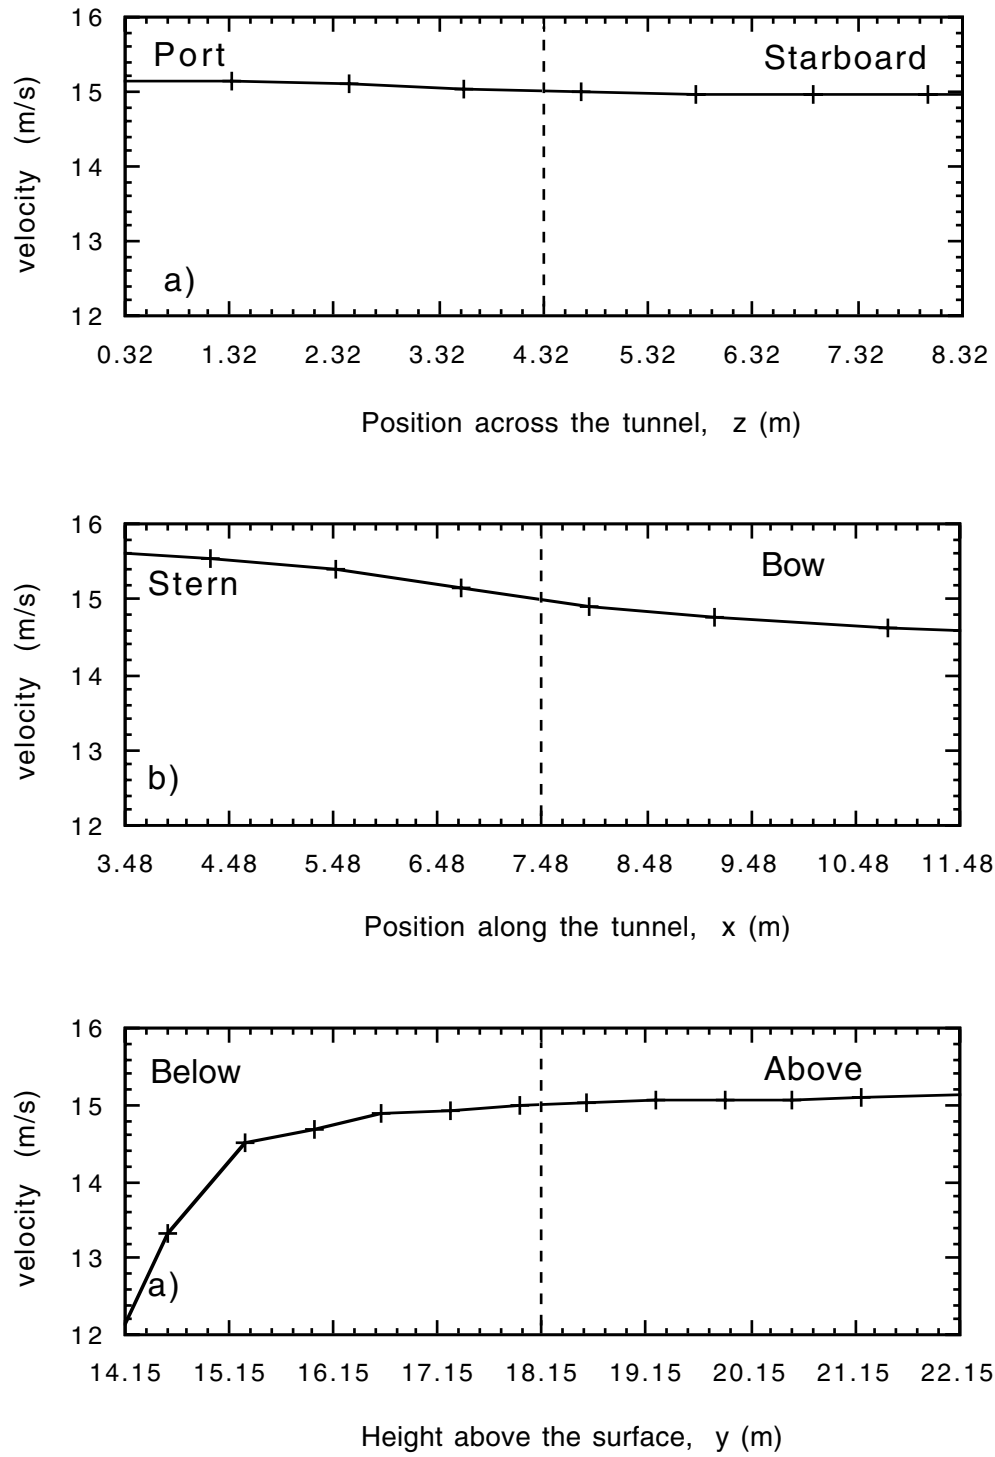 16
Port
Starboard
15
velocity (m/s)
14
13
a)
12
0.32 1.32 2.32 3.32 4.32 5.32 6.32 7.32 8.32
Position across the tunnel, z (m)
16
Bow
Stern
15
velocity (m/s)
14
13
b)
12
3.48 4.48 5.48 6.48 7.48 8.48 9.48 10.48 11.48
Position along the tunnel, x (m)
16
Below
Above
15
velocity (m/s)
14
13
a)
12
14.15 15.15 16.15 17.15 18.15 19.15 20.15 21.15 22.15
Height above the surface, y (m)